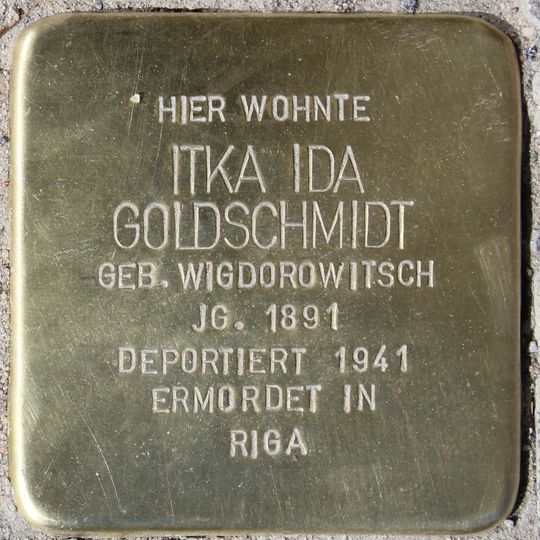 HIER WOHNTE
ITKA IDA
GOLDSCHMIDT
GEB. WIGDOROWITSCH
JG. 1891
DEPORTIERT 1941
ERMORDET IN
RIGA